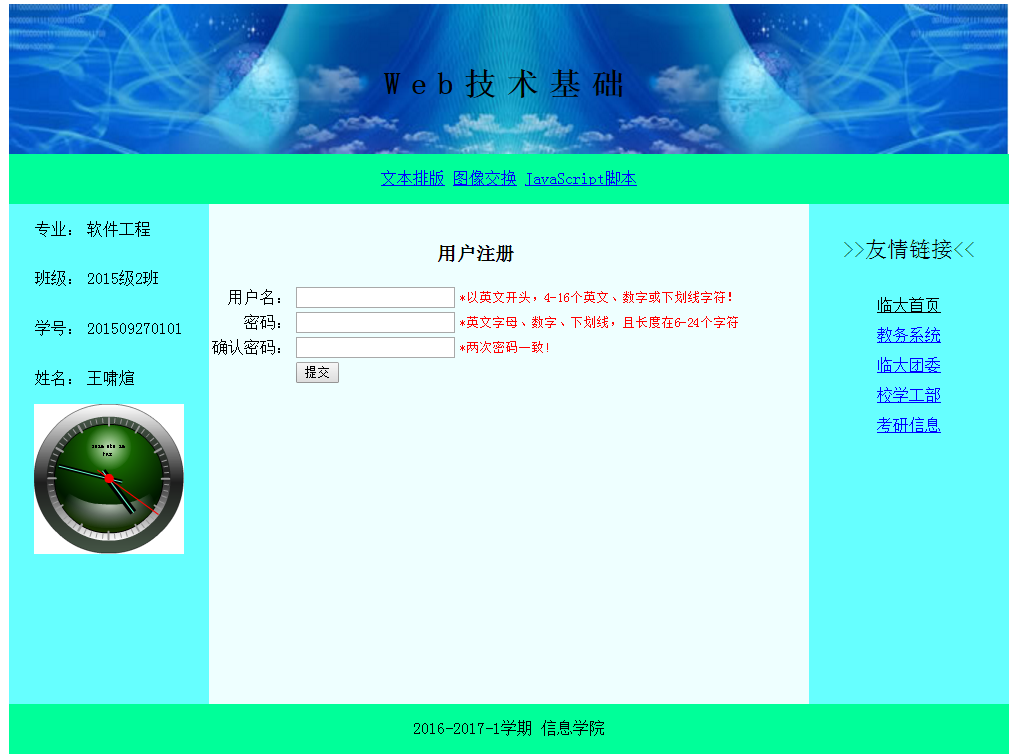 Web技术基础
文本排版 图像交换 JavaScript脚本
专业: 软件工程
班级: 2015级2班
学号: 201509270101
姓名: 王啸煊
用户注册
用户名:
*以英文开头,4-16个英文、数字或下划线字符!
密码:
*英文字母、数字、下划线,且长度在6-24个字符
确认密码:
*两次密码一致!
提交
>>友情链接<<
临大首页
教务系统
临大团委
校学工部
考研信息
2016-2017-1学期 信息学院